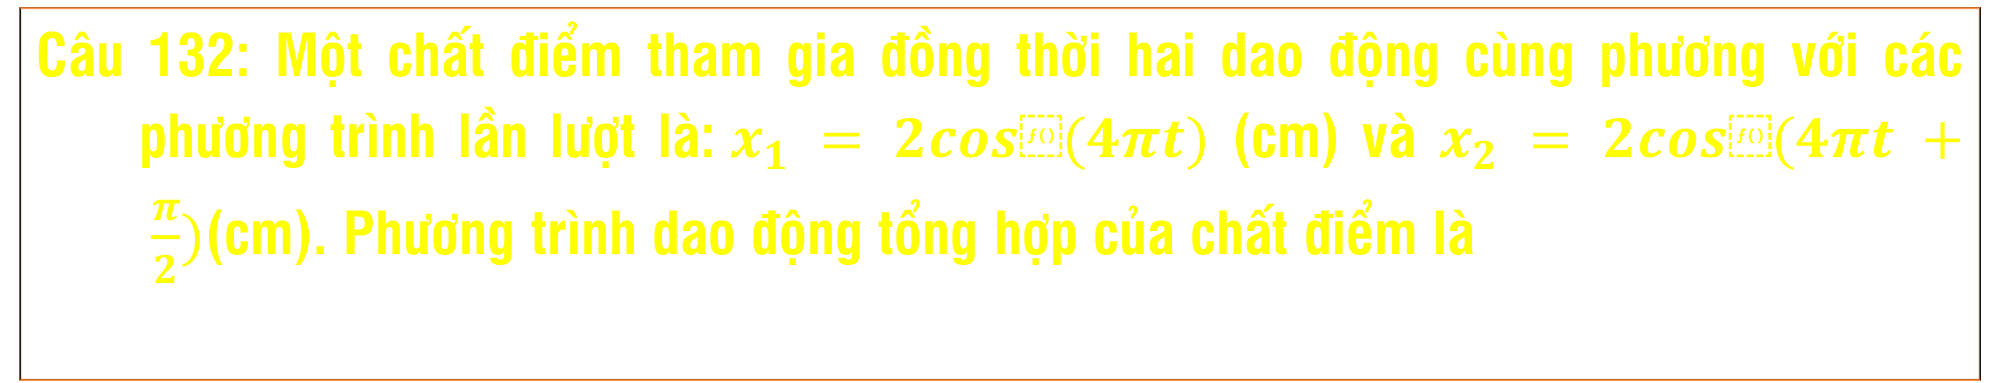 Câu 132: Một chất điểm tham gia đồng thời hai dao động cùng phương với các
phương trình lần lượt là: x₁ = 2cos(4πt) (cm) và x₂ = 2cos(4πt +
π/2)(cm). Phương trình dao động tổng hợp của chất điểm là